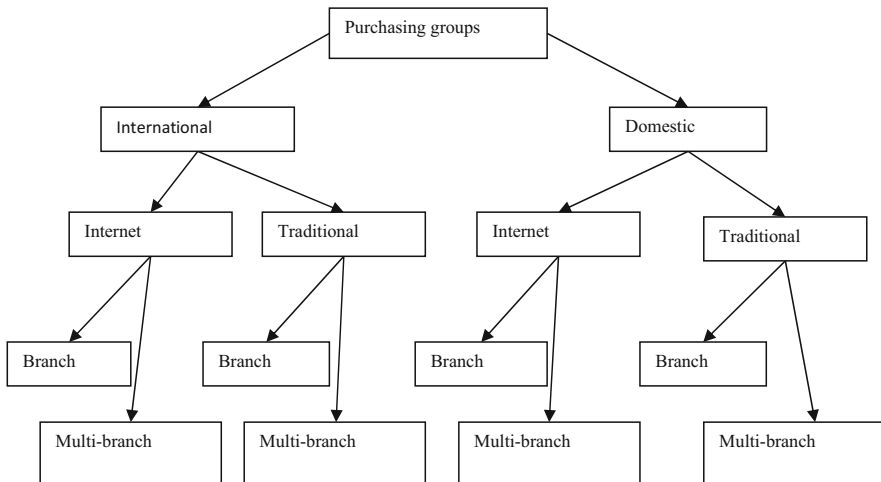 Purchasing groups
International
Domestic
Internet
Traditional
Internet
Traditional
Branch
Branch
Branch
Branch
Multi-branch
Multi-branch
Multi-branch
Multi-branch